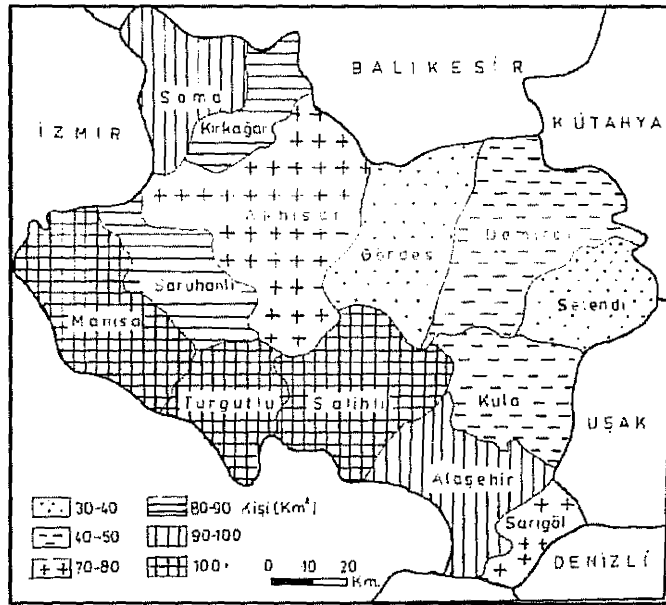 BALIKESİR
Soma
KÜTAHYA
İZMİR
Kırkağaç
Akhisar
Gördes
Demirci
Saruhanlı
Selendi
Manisa
Turgutlu
Salihli
Kula
UŞAK
Alaşehir
30-40
80-90 Kişi (Km²)
40-50
90-100
Sarıgöl
70-80
100+
0 10 20
Km.
DENİZLİ